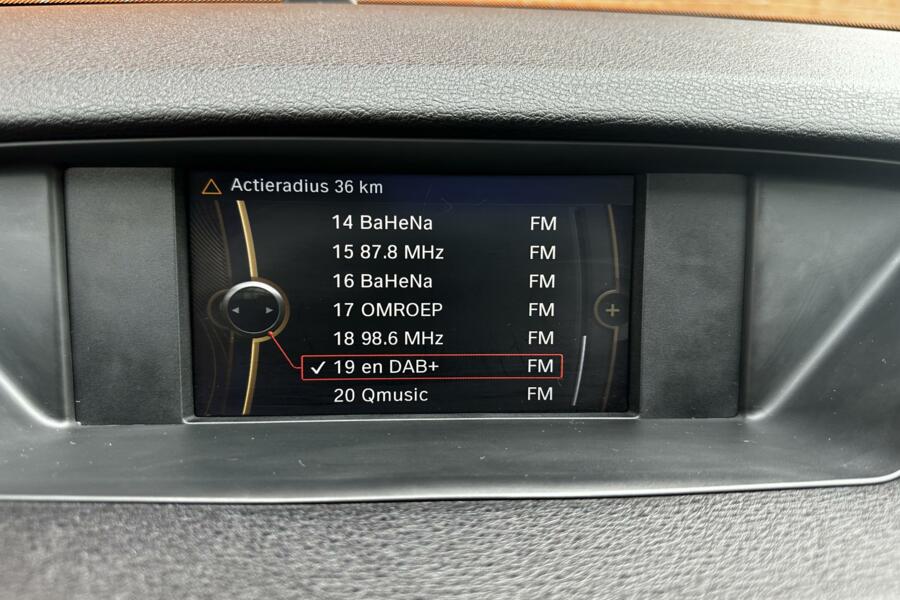 Actieradius 36 km
14 BaHeNa FM
15 87.8 MHz FM
16 BaHeNa FM
17 OMROEP FM
18 98.6 MHz FM
19 en DAB+ FM
20 Qmusic FM